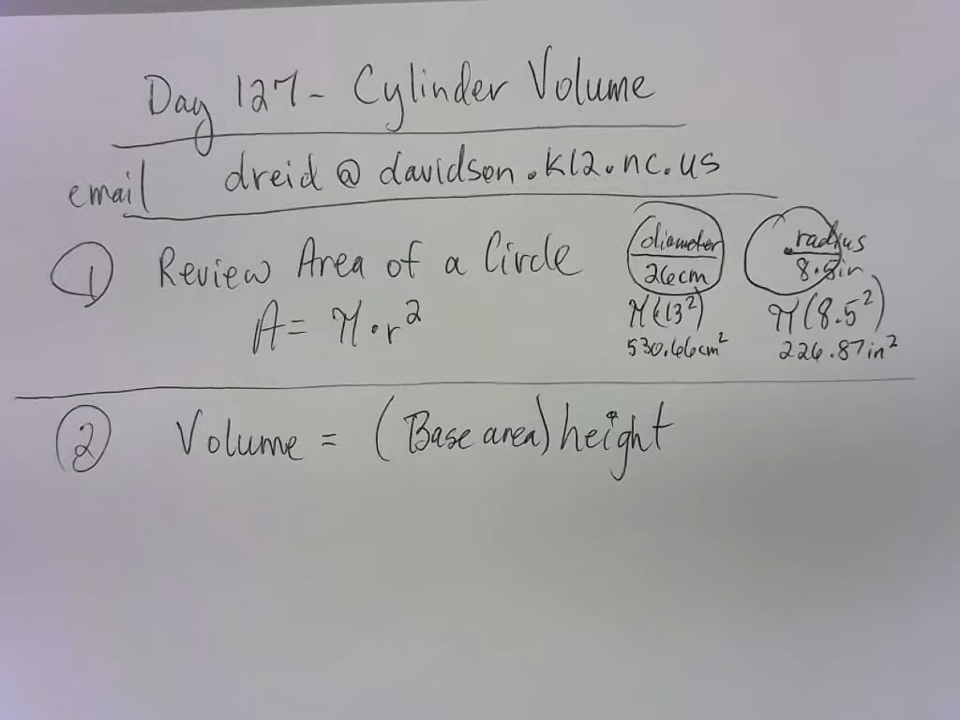 Day 127- Cylinder Volume
email dreid@davidson.k12.nc.us
① Review Area of a Circle
A = π·r²
diameter
26cm
π(13²)
530.66cm²
radius
8.5in
π(8.5²)
226.87in²
② Volume = (Base area)height